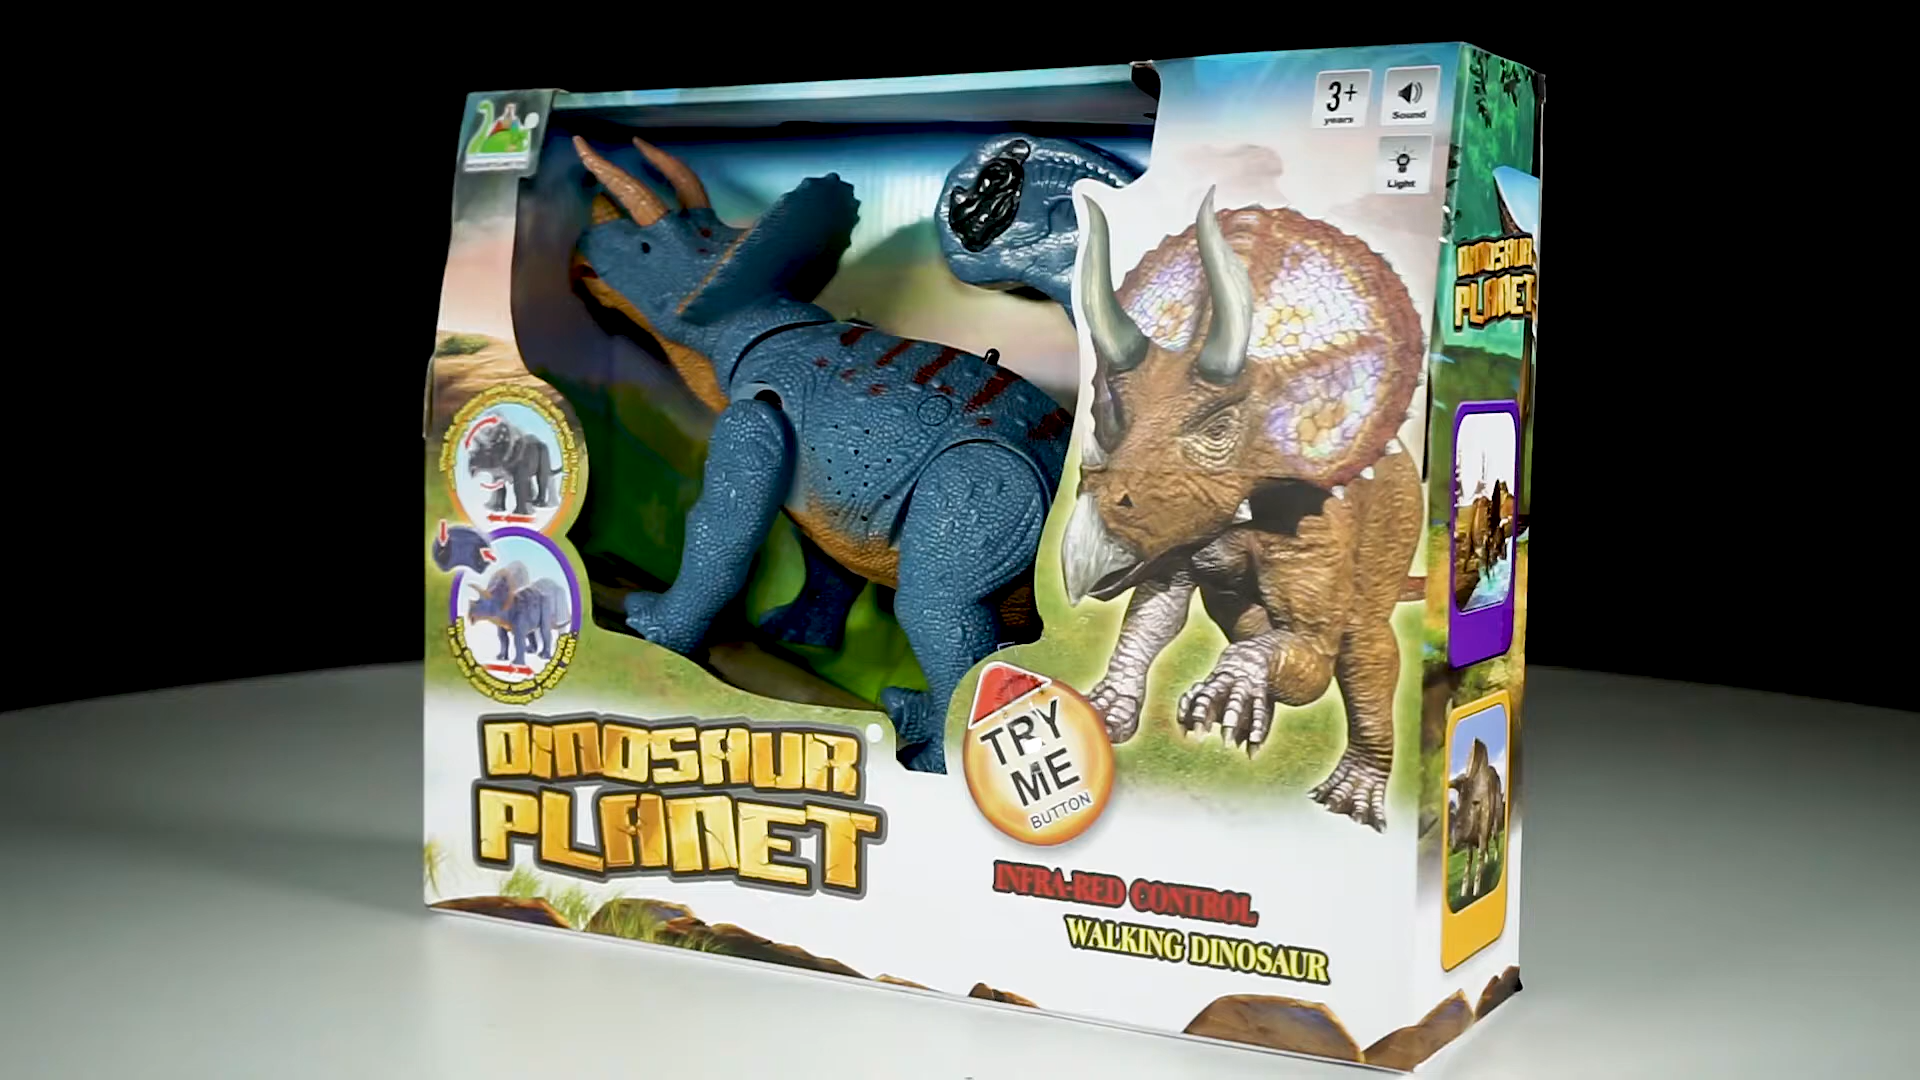 3+
years
Sound
Light
DINOSAUR
PLANET
DINOSAUR
PLANET
TRY
ME
BUTTON
INFRA-RED CONTROL
WALKING DINOSAUR